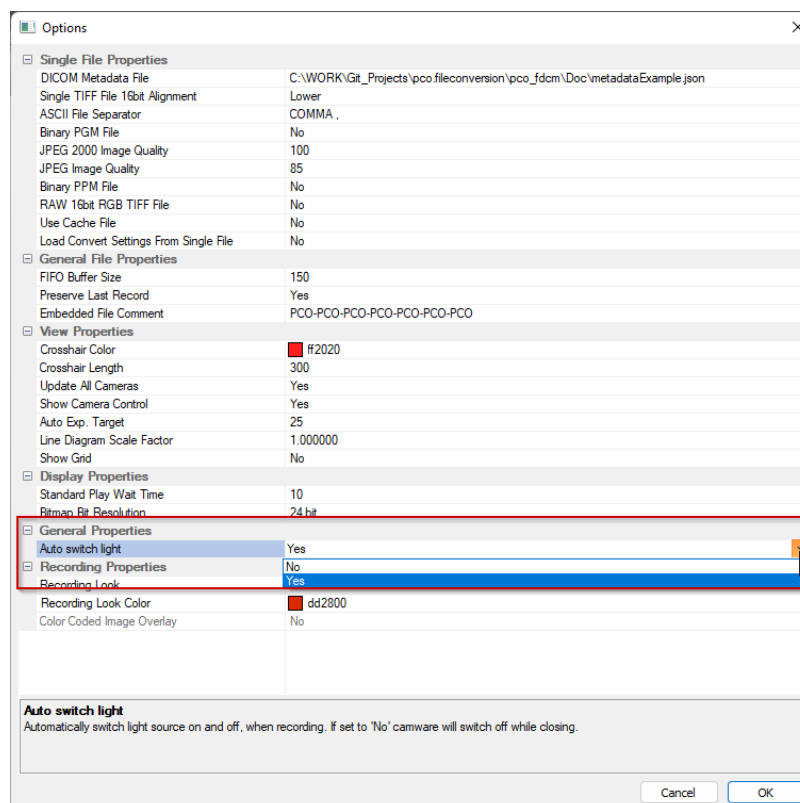 Options
Single File Properties
DICOM Metadata File C:\WORK\Git_Projects\pco.fileconversion\pco_fdcm\Doc\metadataExample.json
Single TIFF File 16bit Alignment Lower
ASCII File Separator COMMA ,
Binary PGM File No
JPEG 2000 Image Quality 100
JPEG Image Quality 85
Binary PPM File No
RAW 16bit RGB TIFF File No
Use Cache File No
Load Convert Settings From Single File No
General File Properties
FIFO Buffer Size 150
Preserve Last Record Yes
Embedded File Comment PCO-PCO-PCO-PCO-PCO-PCO-PCO
View Properties
Crosshair Color ff2020
Crosshair Length 300
Update All Cameras Yes
Show Camera Control Yes
Auto Exp. Target 25
Line Diagram Scale Factor 1.000000
Show Grid No
Display Properties
Standard Play Wait Time 10
Bitmap Bit Resolution 24 bit
General Properties
Auto switch light Yes
Recording Properties No
Recording Look Yes
Recording Look Color dd2800
Color Coded Image Overlay No
Auto switch light
Automatically switch light source on and off, when recording. If set to 'No' camware will switch off while closing.
Cancel OK